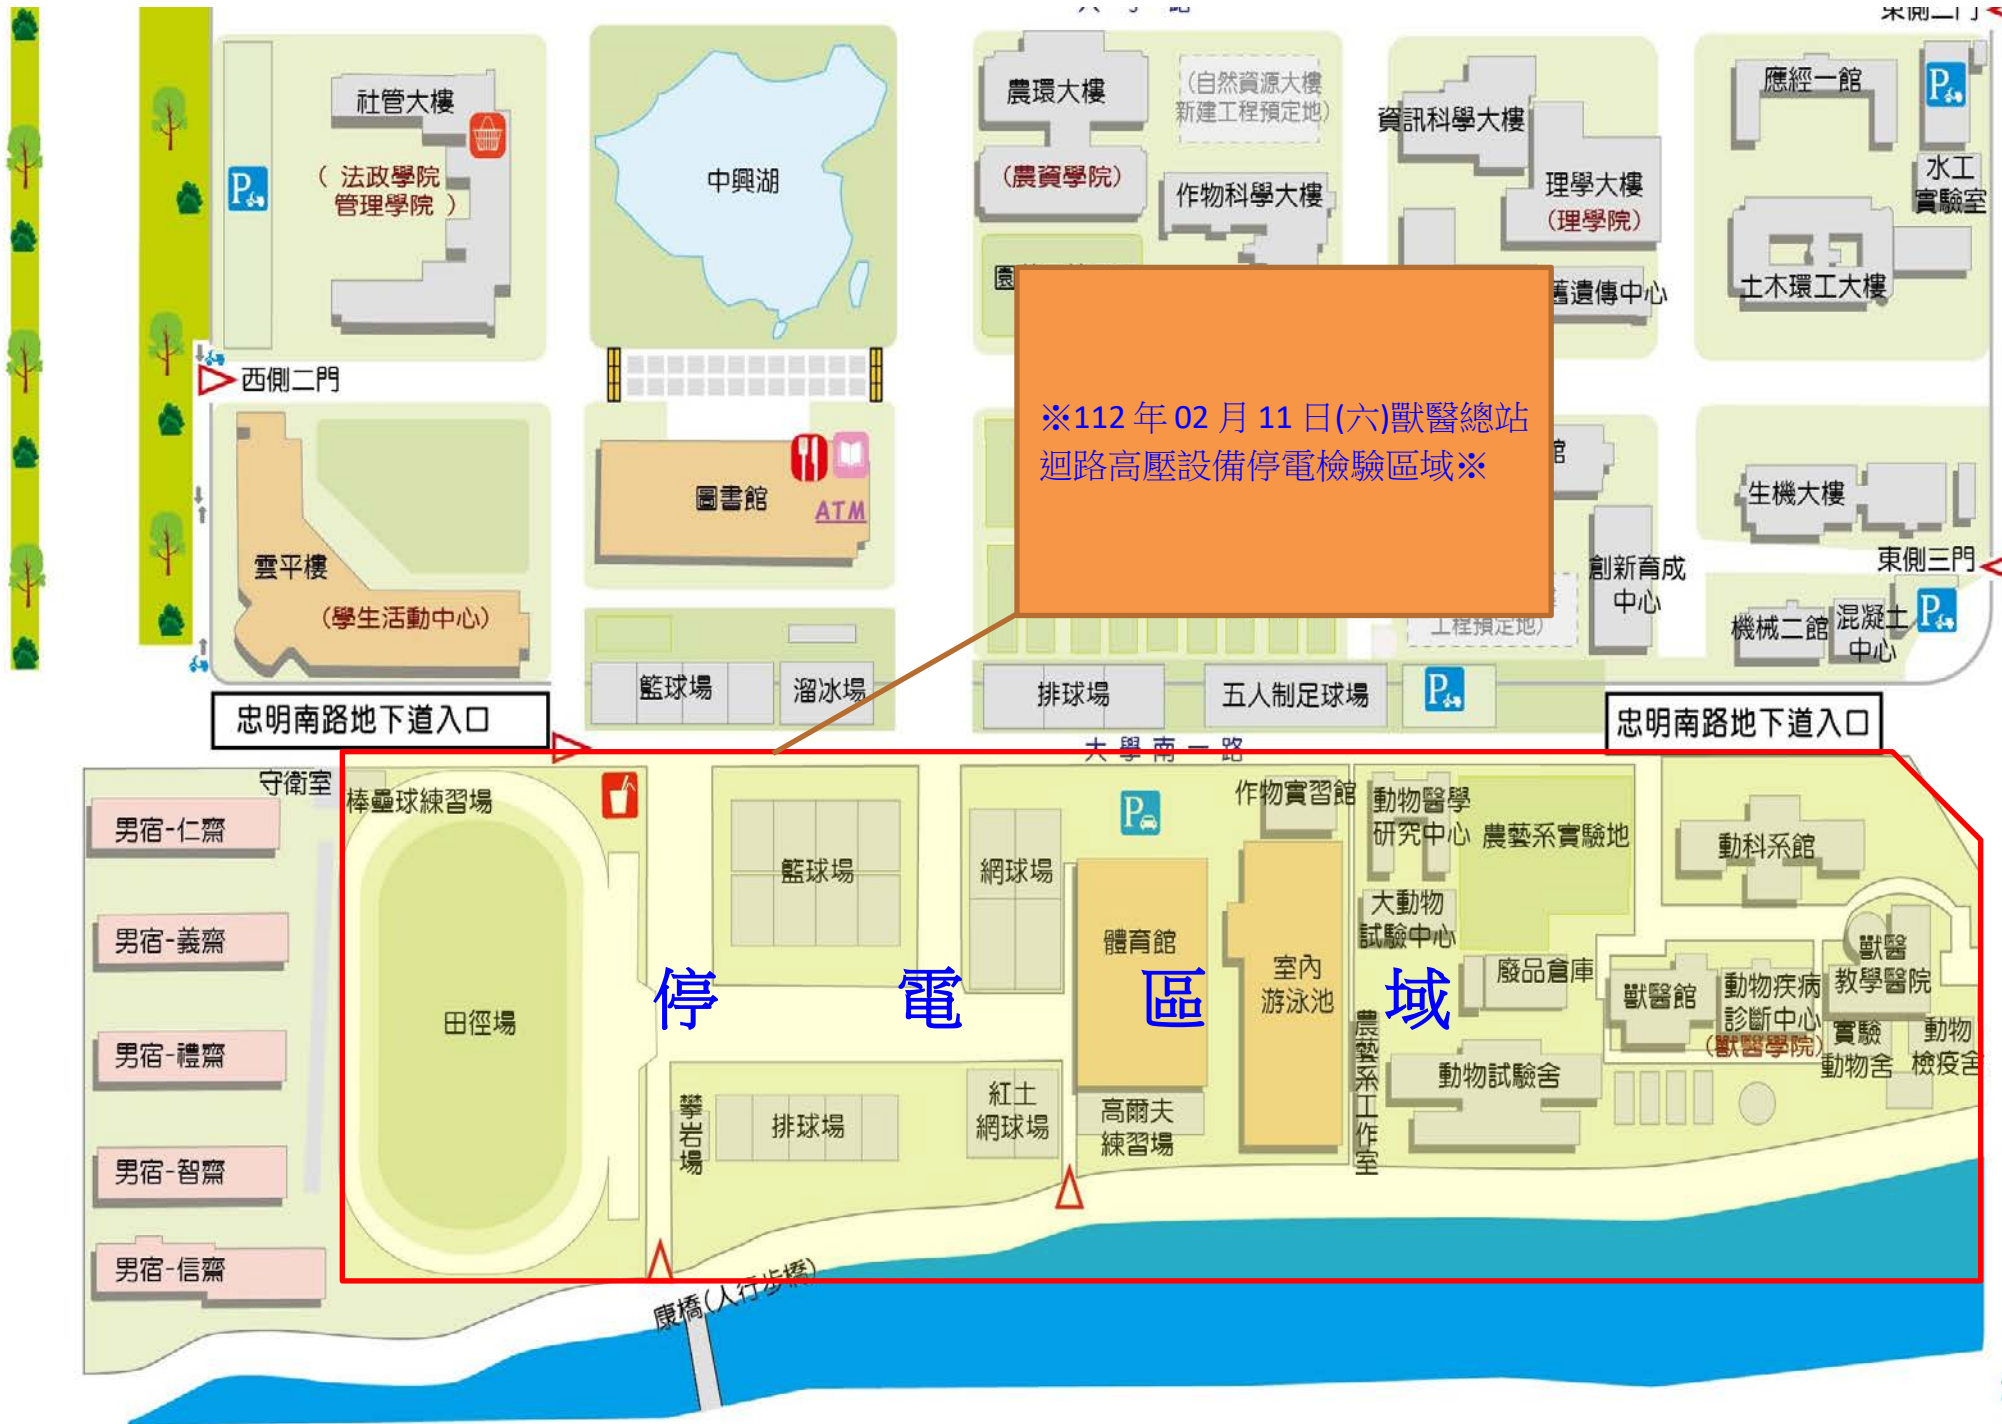 東側二門
社管大樓
(法政學院
管理學院)
P
中興湖
農環大樓
(農資學院)
(自然資源大樓
新建工程預定地)
作物科學大樓
資訊科學大樓
理學大樓
(理學院)
應經一館
P
水工
實驗室
土木環工大樓
舊遺傳中心
西側二門
※112 年 02 月 11 日(六)獸醫總站
迴路高壓設備停電檢驗區域※
雲平樓
(學生活動中心)
圖書館
ATM
館
生機大樓
東側三門
創新育成
中心
工程預定地)
機械二館
混凝土
中心
P
籃球場
溜冰場
排球場
五人制足球場
P
忠明南路地下道入口
忠明南路地下道入口
大學南一路
守衛室
棒壘球練習場
男宿-仁齋
男宿-義齋
男宿-禮齋
男宿-智齋
男宿-信齋
田徑場
籃球場
網球場
P
作物實習館
體育館
室內
游泳池
動物醫學
研究中心
農藝系實驗地
動科系館
大動物
試驗中心
廢品倉庫
獸醫館
動物疾病
診斷中心
(獸醫學院)
獸醫
教學醫院
實驗
動物舍
動物
檢疫舍
停電區域
攀岩場
排球場
紅土
網球場
高爾夫
練習場
農藝系工作室
動物試驗舍
康橋(人行步橋)